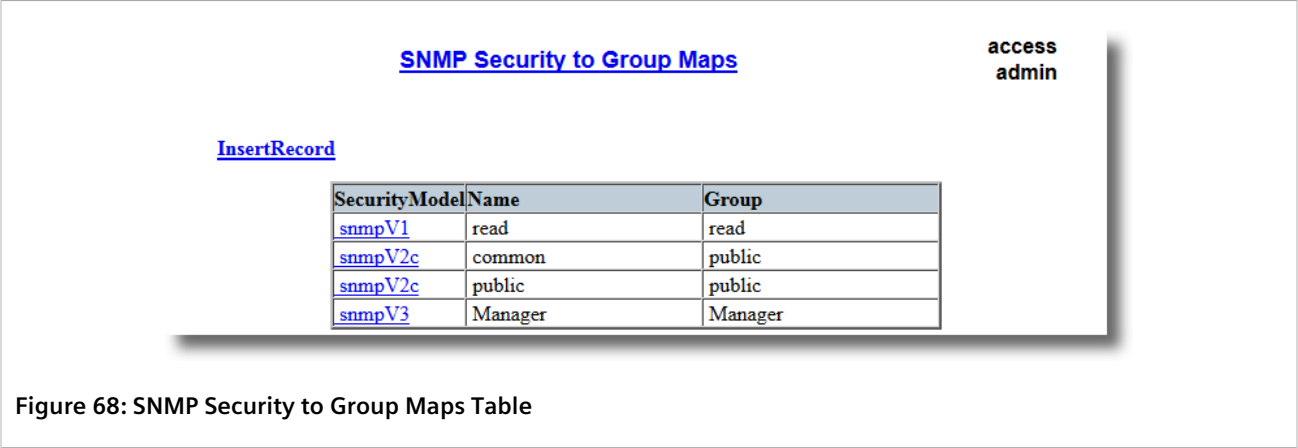 SNMP Security to Group Maps
access
admin
InsertRecord
SecurityModel Name Group
snmpV1 read read
snmpV2c common public
snmpV2c public public
snmpV3 Manager Manager
Figure 68: SNMP Security to Group Maps Table